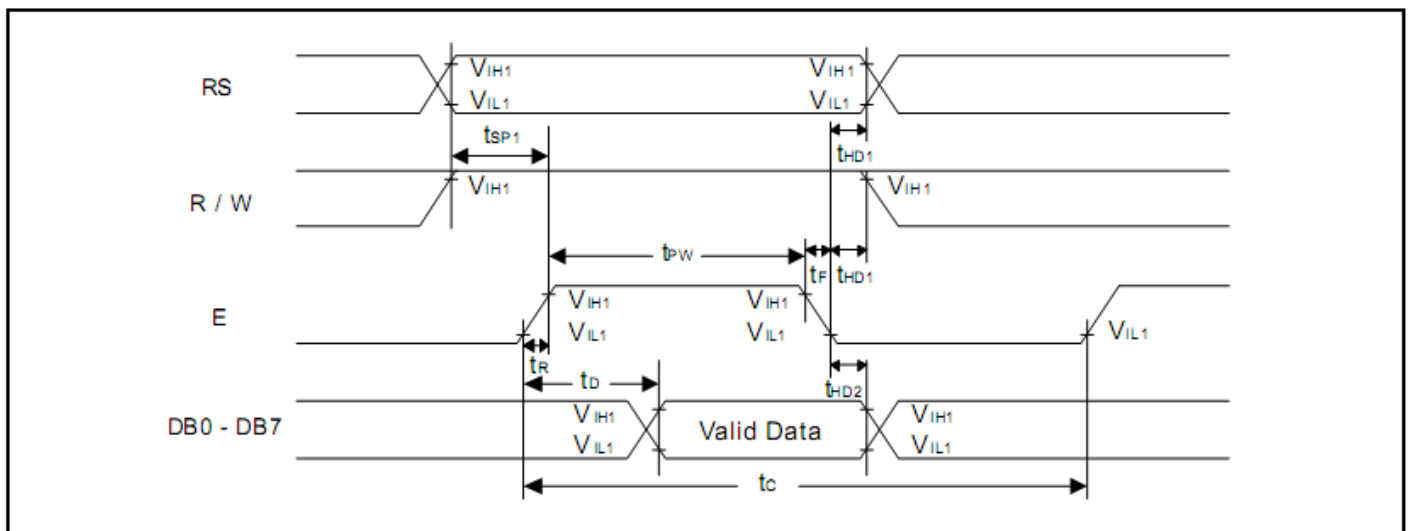 RS
VIH1
VIL1
VIH1
VIL1
tSP1
tHD1
R / W
VIH1
VIH1
tPW
tF
tHD1
E
VIH1
VIL1
VIH1
VIL1
VIL1
tR
tD
tHD2
DB0 - DB7
VIH1
VIL1
Valid Data
VIH1
VIL1
tC